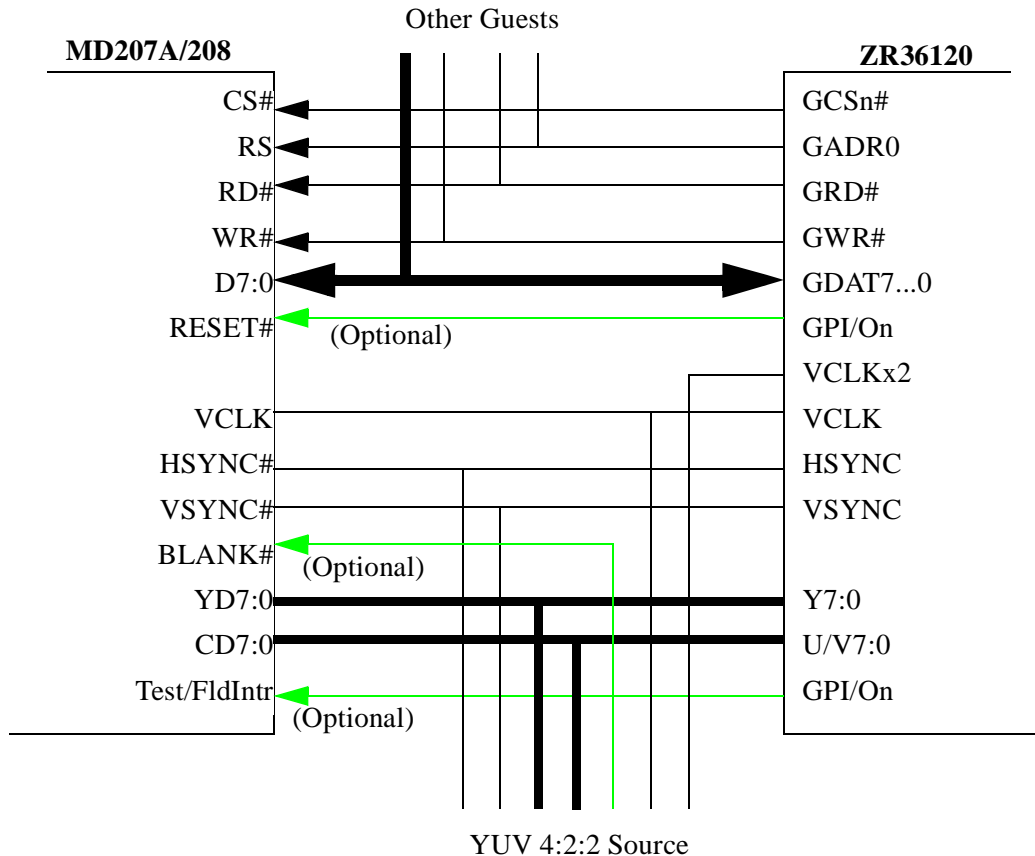 Other Guests
MD207A/208
ZR36120
CS#
GCSn#
RS
GADR0
RD#
GRD#
WR#
GWR#
D7:0
GDAT7...0
RESET#
(Optional)
GPI/On
VCLKx2
VCLK
VCLK
HSYNC#
HSYNC
VSYNC#
VSYNC
BLANK#
(Optional)
YD7:0
Y7:0
CD7:0
U/V7:0
Test/FldIntr
(Optional)
GPI/On
YUV 4:2:2 Source